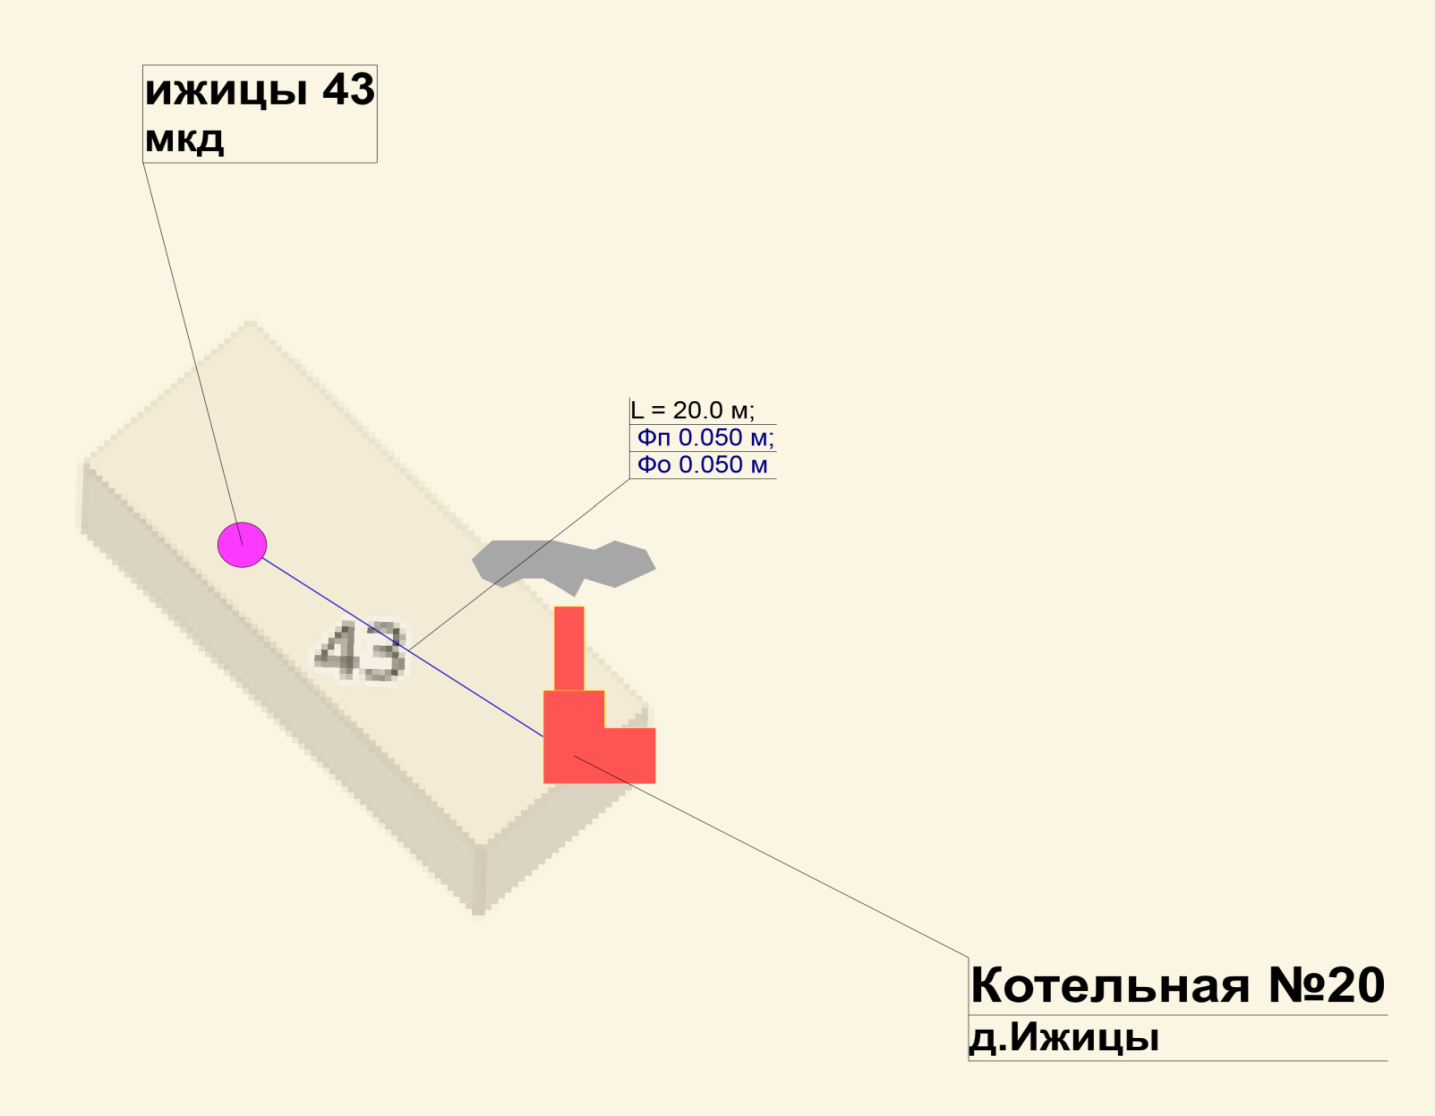 ижицы 43
мкд
L = 20.0 м;
Фп 0.050 м;
Фо 0.050 м
43
Котельная №20
д.Ижицы